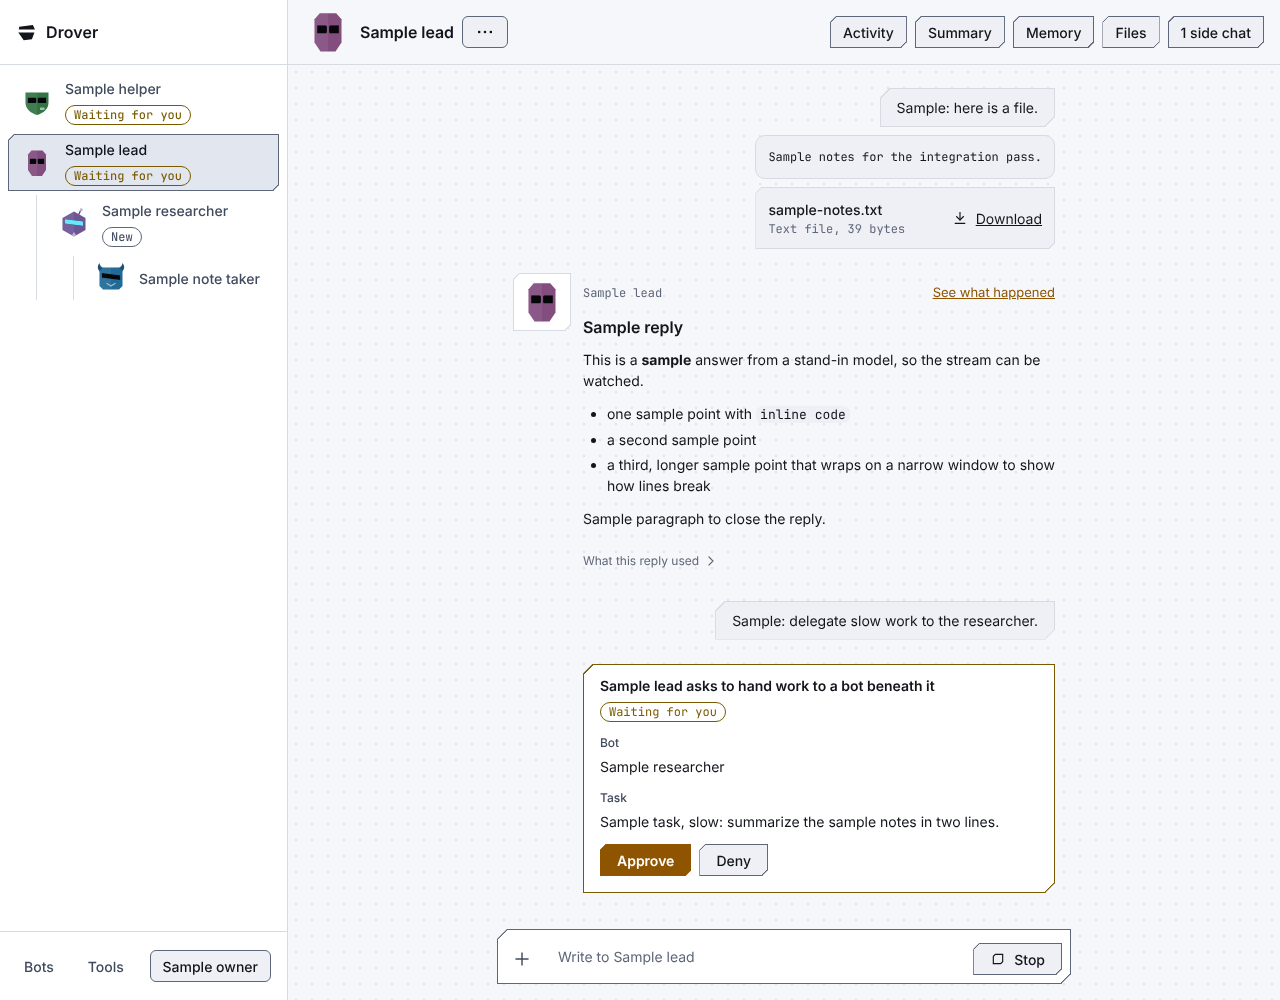 Drover
Sample helper
Waiting for you
Sample lead
Waiting for you
Sample researcher
New
Sample note taker
Bots
Tools
Sample owner
Sample lead
Activity
Summary
Memory
Files
1 side chat
Sample: here is a file.
Sample notes for the integration pass.
sample-notes.txt
Text file, 39 bytes
Download
Sample lead
See what happened
Sample reply
This is a sample answer from a stand-in model, so the stream can be
watched.
one sample point with inline code
a second sample point
a third, longer sample point that wraps on a narrow window to show
how lines break
Sample paragraph to close the reply.
What this reply used
Sample: delegate slow work to the researcher.
Sample lead asks to hand work to a bot beneath it
Waiting for you
Bot
Sample researcher
Task
Sample task, slow: summarize the sample notes in two lines.
Approve
Deny
Write to Sample lead
Stop